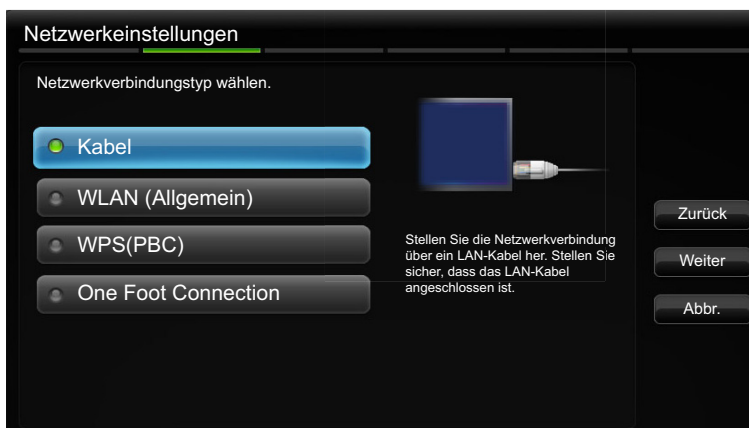 Netzwerkeinstellungen
Netzwerkverbindungstyp wählen.
Kabel
WLAN (Allgemein)
WPS(PBC)
One Foot Connection
Stellen Sie die Netzwerkverbindung
über ein LAN-Kabel her. Stellen Sie
sicher, dass das LAN-Kabel
angeschlossen ist.
Zurück
Weiter
Abbr.